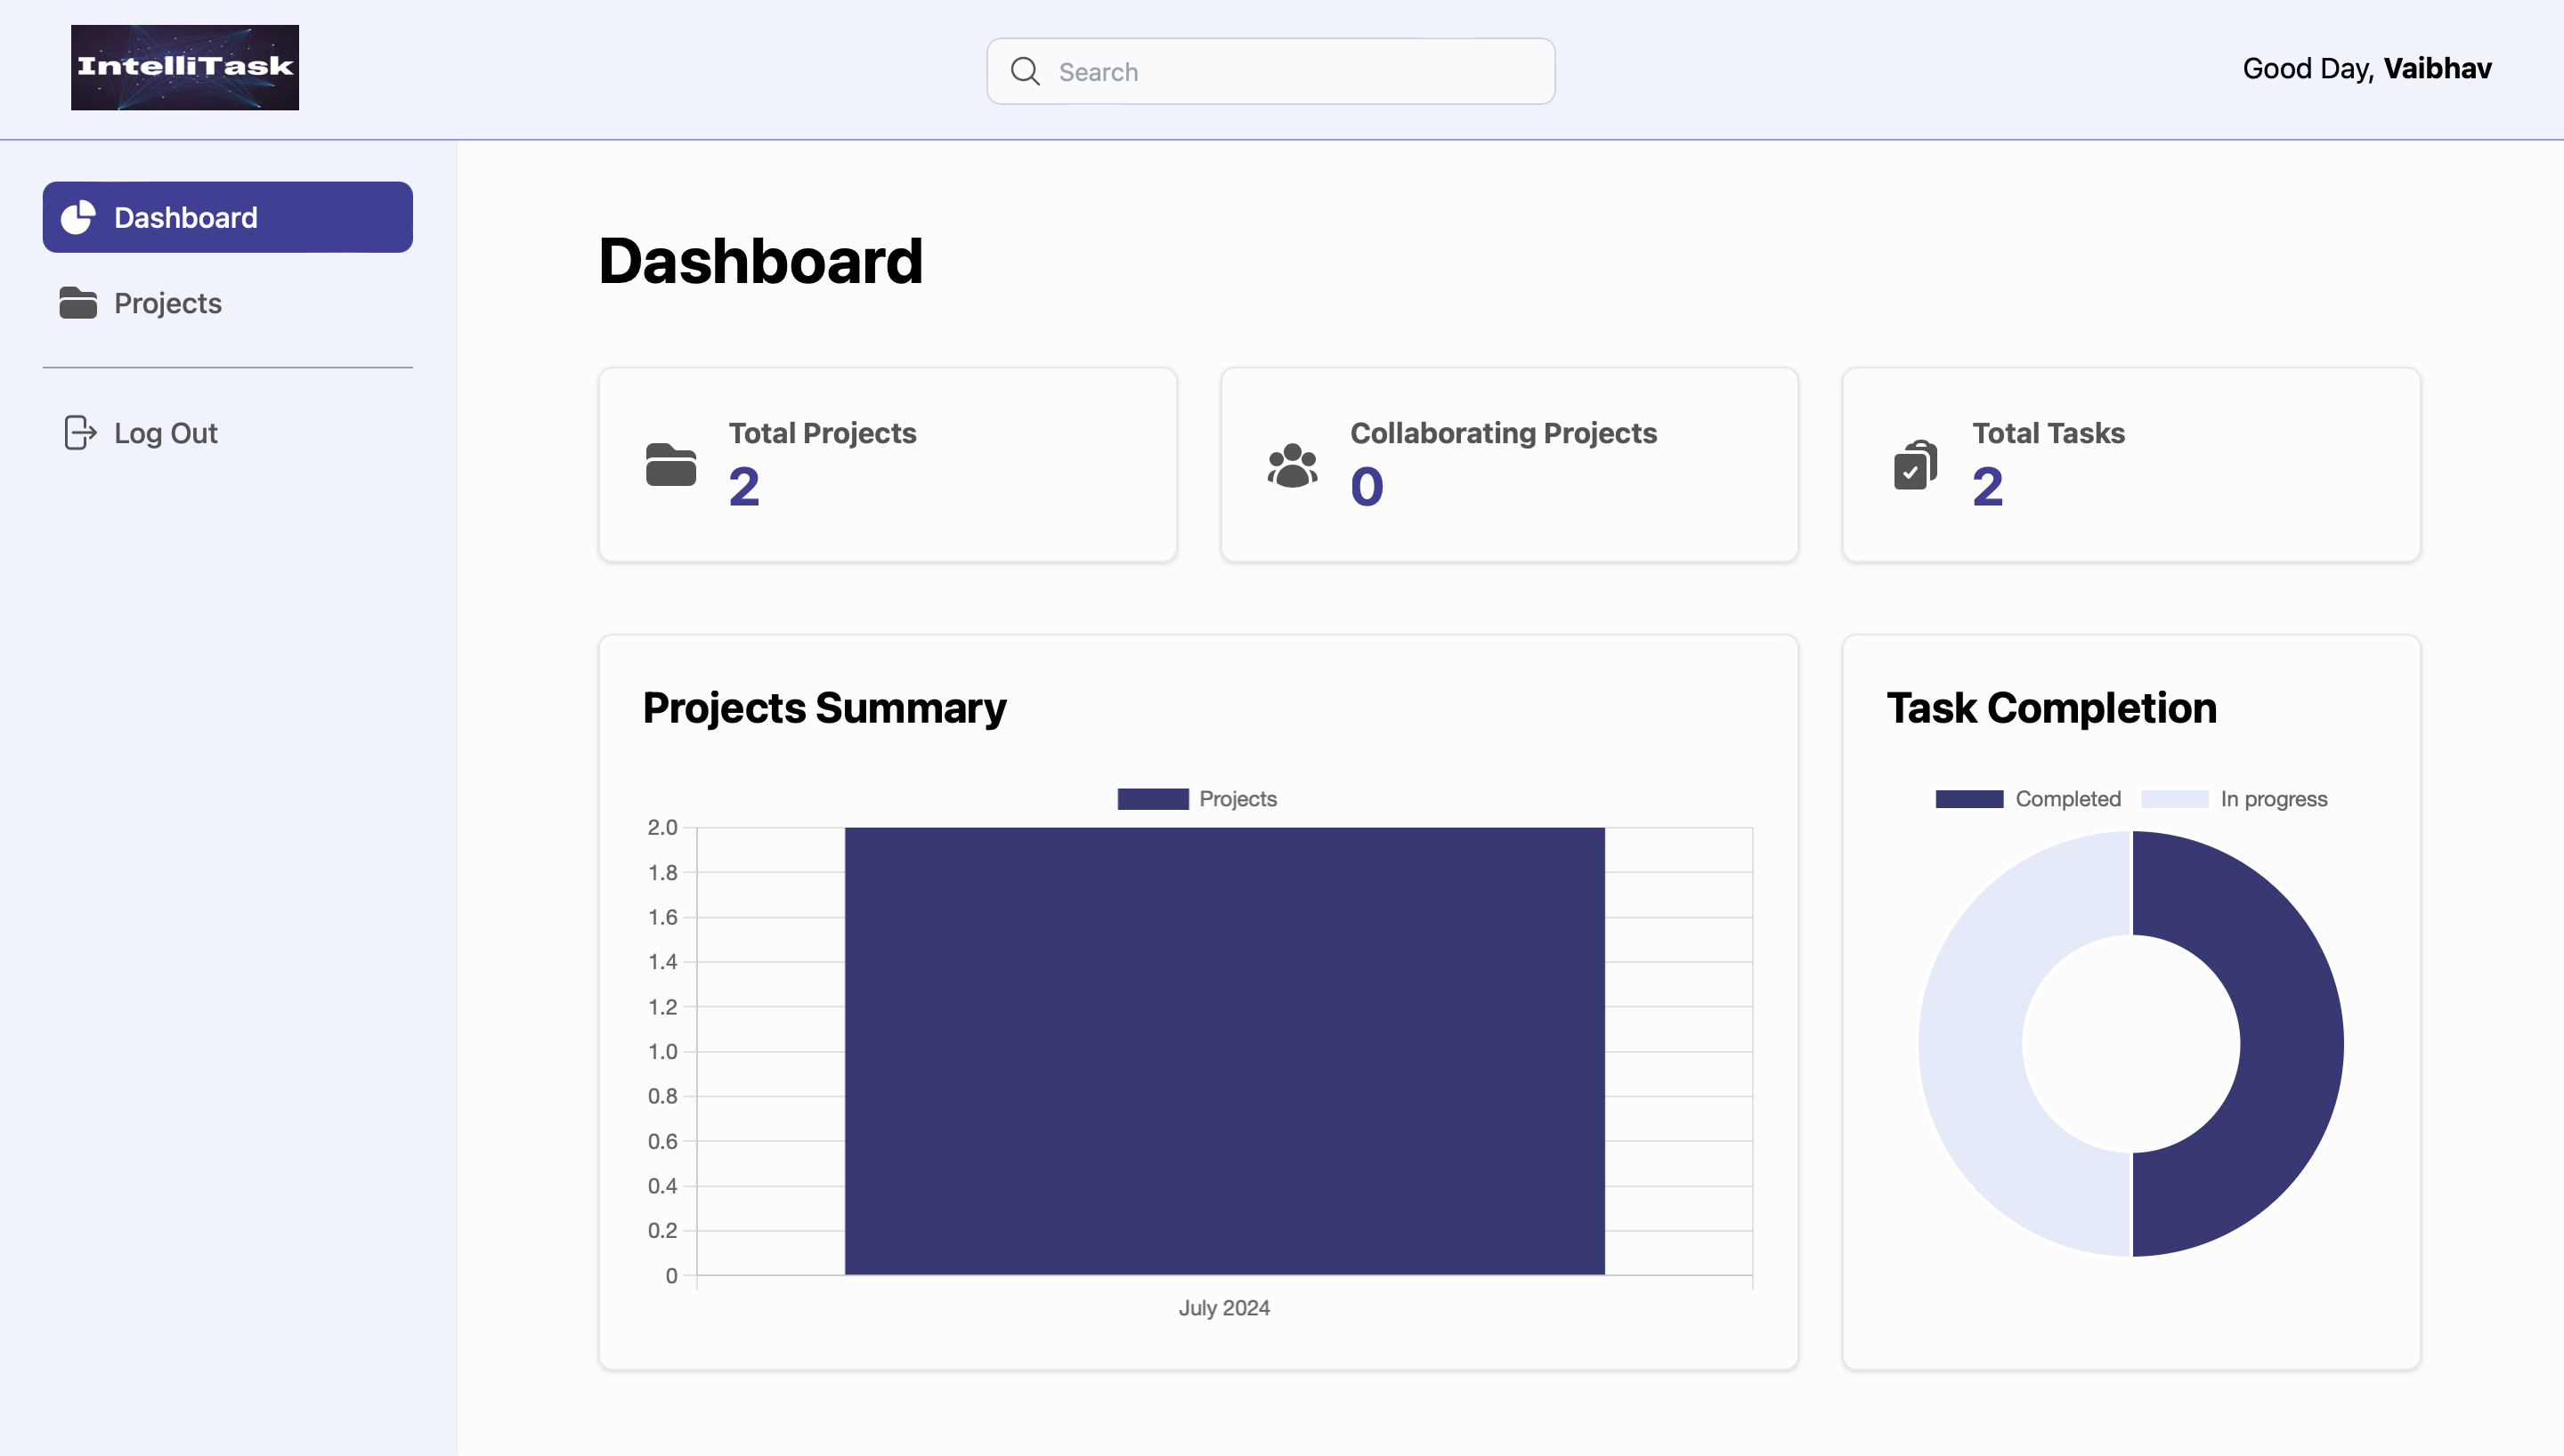 IntelliTask
Search
Good Day, Vaibhav
Dashboard
Projects
Log Out
Dashboard
Total Projects
2
Collaborating Projects
0
Total Tasks
2
Projects Summary
Projects
2.0
1.8
1.6
1.4
1.2
1.0
0.8
0.6
0.4
0.2
0
July 2024
Task Completion
Completed
In progress